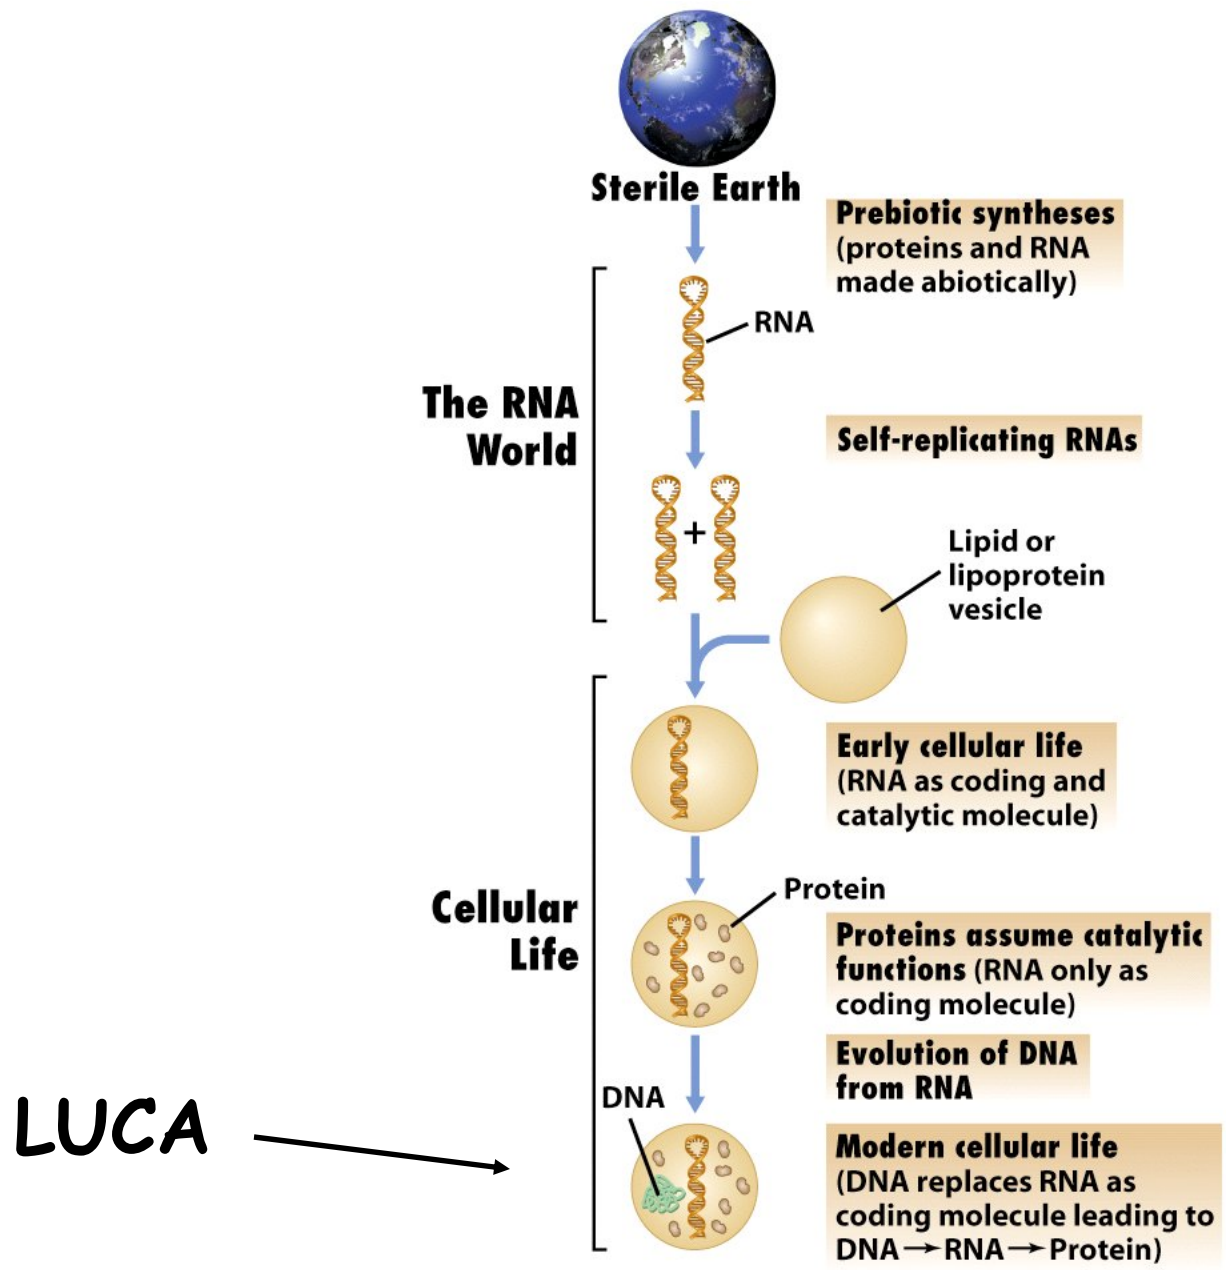 Sterile Earth
Prebiotic syntheses
(proteins and RNA
made abiotically)
RNA
The RNA
World
Self-replicating RNAs
+
Lipid or
lipoprotein
vesicle
Early cellular life
(RNA as coding and
catalytic molecule)
Cellular
Life
Protein
Proteins assume catalytic
functions (RNA only as
coding molecule)
Evolution of DNA
from RNA
DNA
LUCA
Modern cellular life
(DNA replaces RNA as
coding molecule leading to
DNA→RNA→Protein)